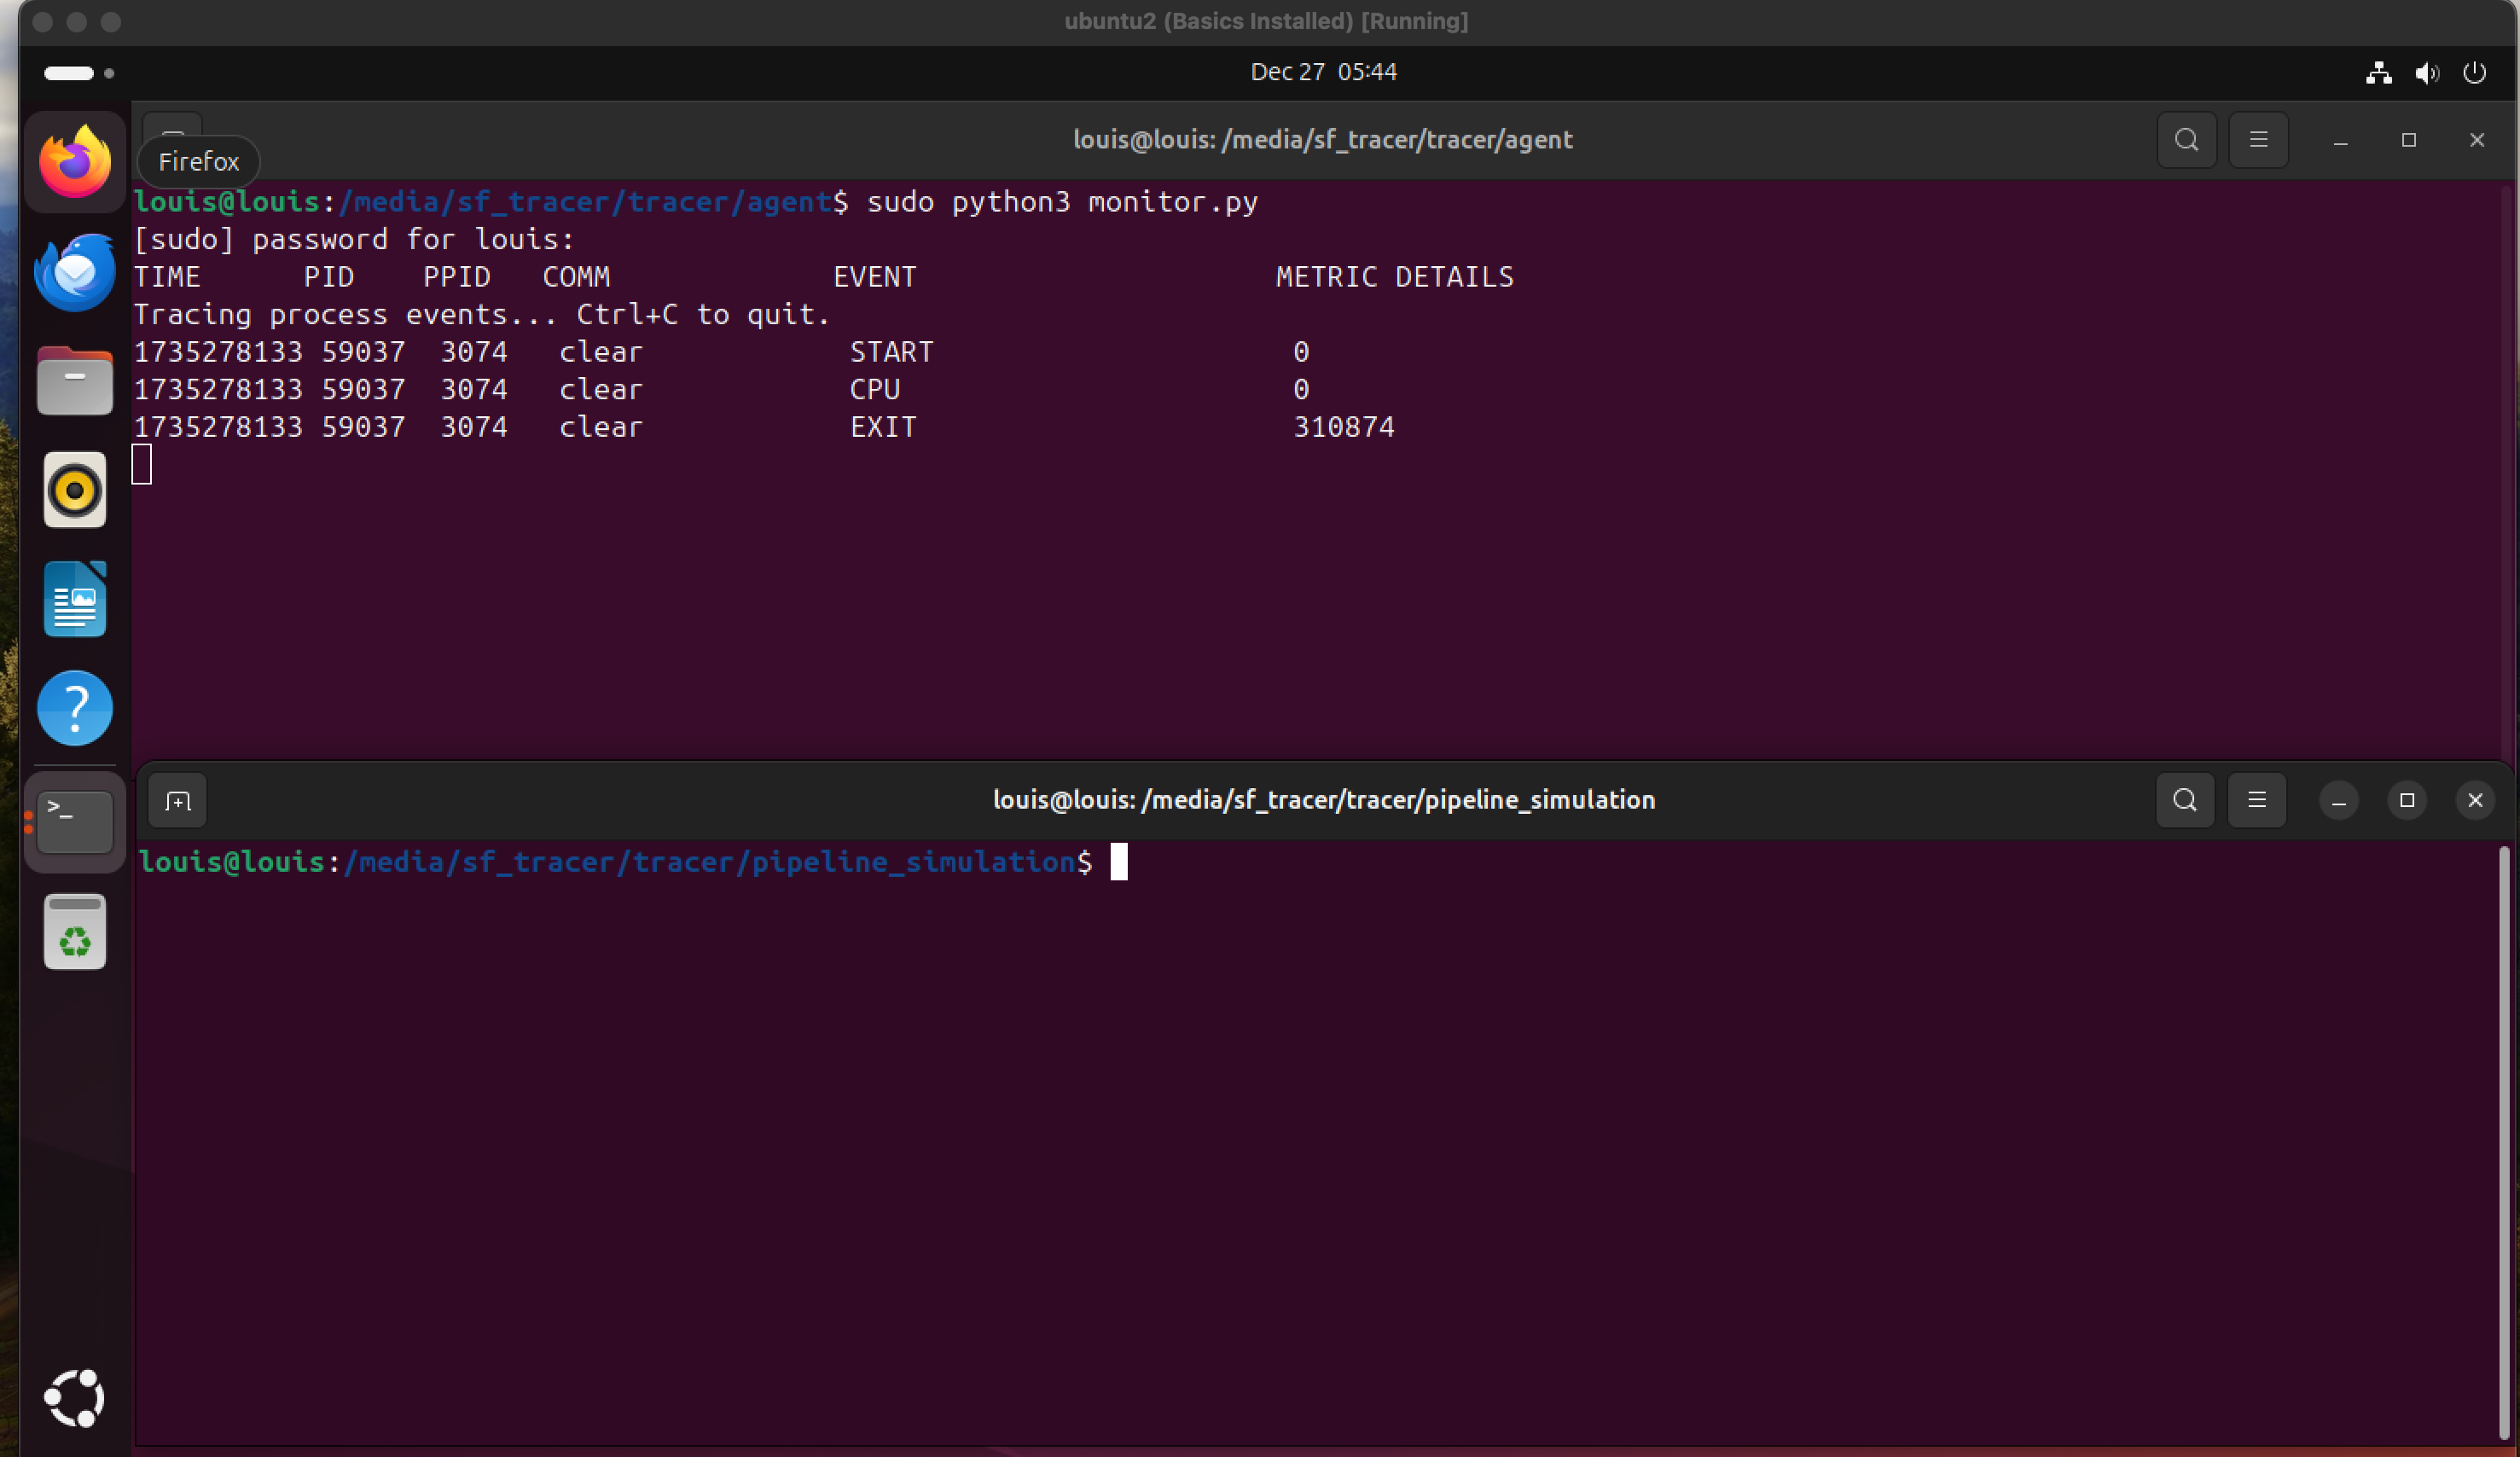 ubuntu2 (Basics Installed) [Running]
Dec 27 05:44
louis@louis: /media/sf_tracer/tracer/agent
Firefox
louis@louis:/media/sf_tracer/tracer/agent$ sudo python3 monitor.py
[sudo] password for louis:
TIME PID PPID COMM EVENT METRIC DETAILS
Tracing process events... Ctrl+C to quit.
1735278133 59037 3074 clear START 0
1735278133 59037 3074 clear CPU 0
1735278133 59037 3074 clear EXIT 310874
louis@louis: /media/sf_tracer/tracer/pipeline_simulation
louis@louis:/media/sf_tracer/tracer/pipeline_simulation$